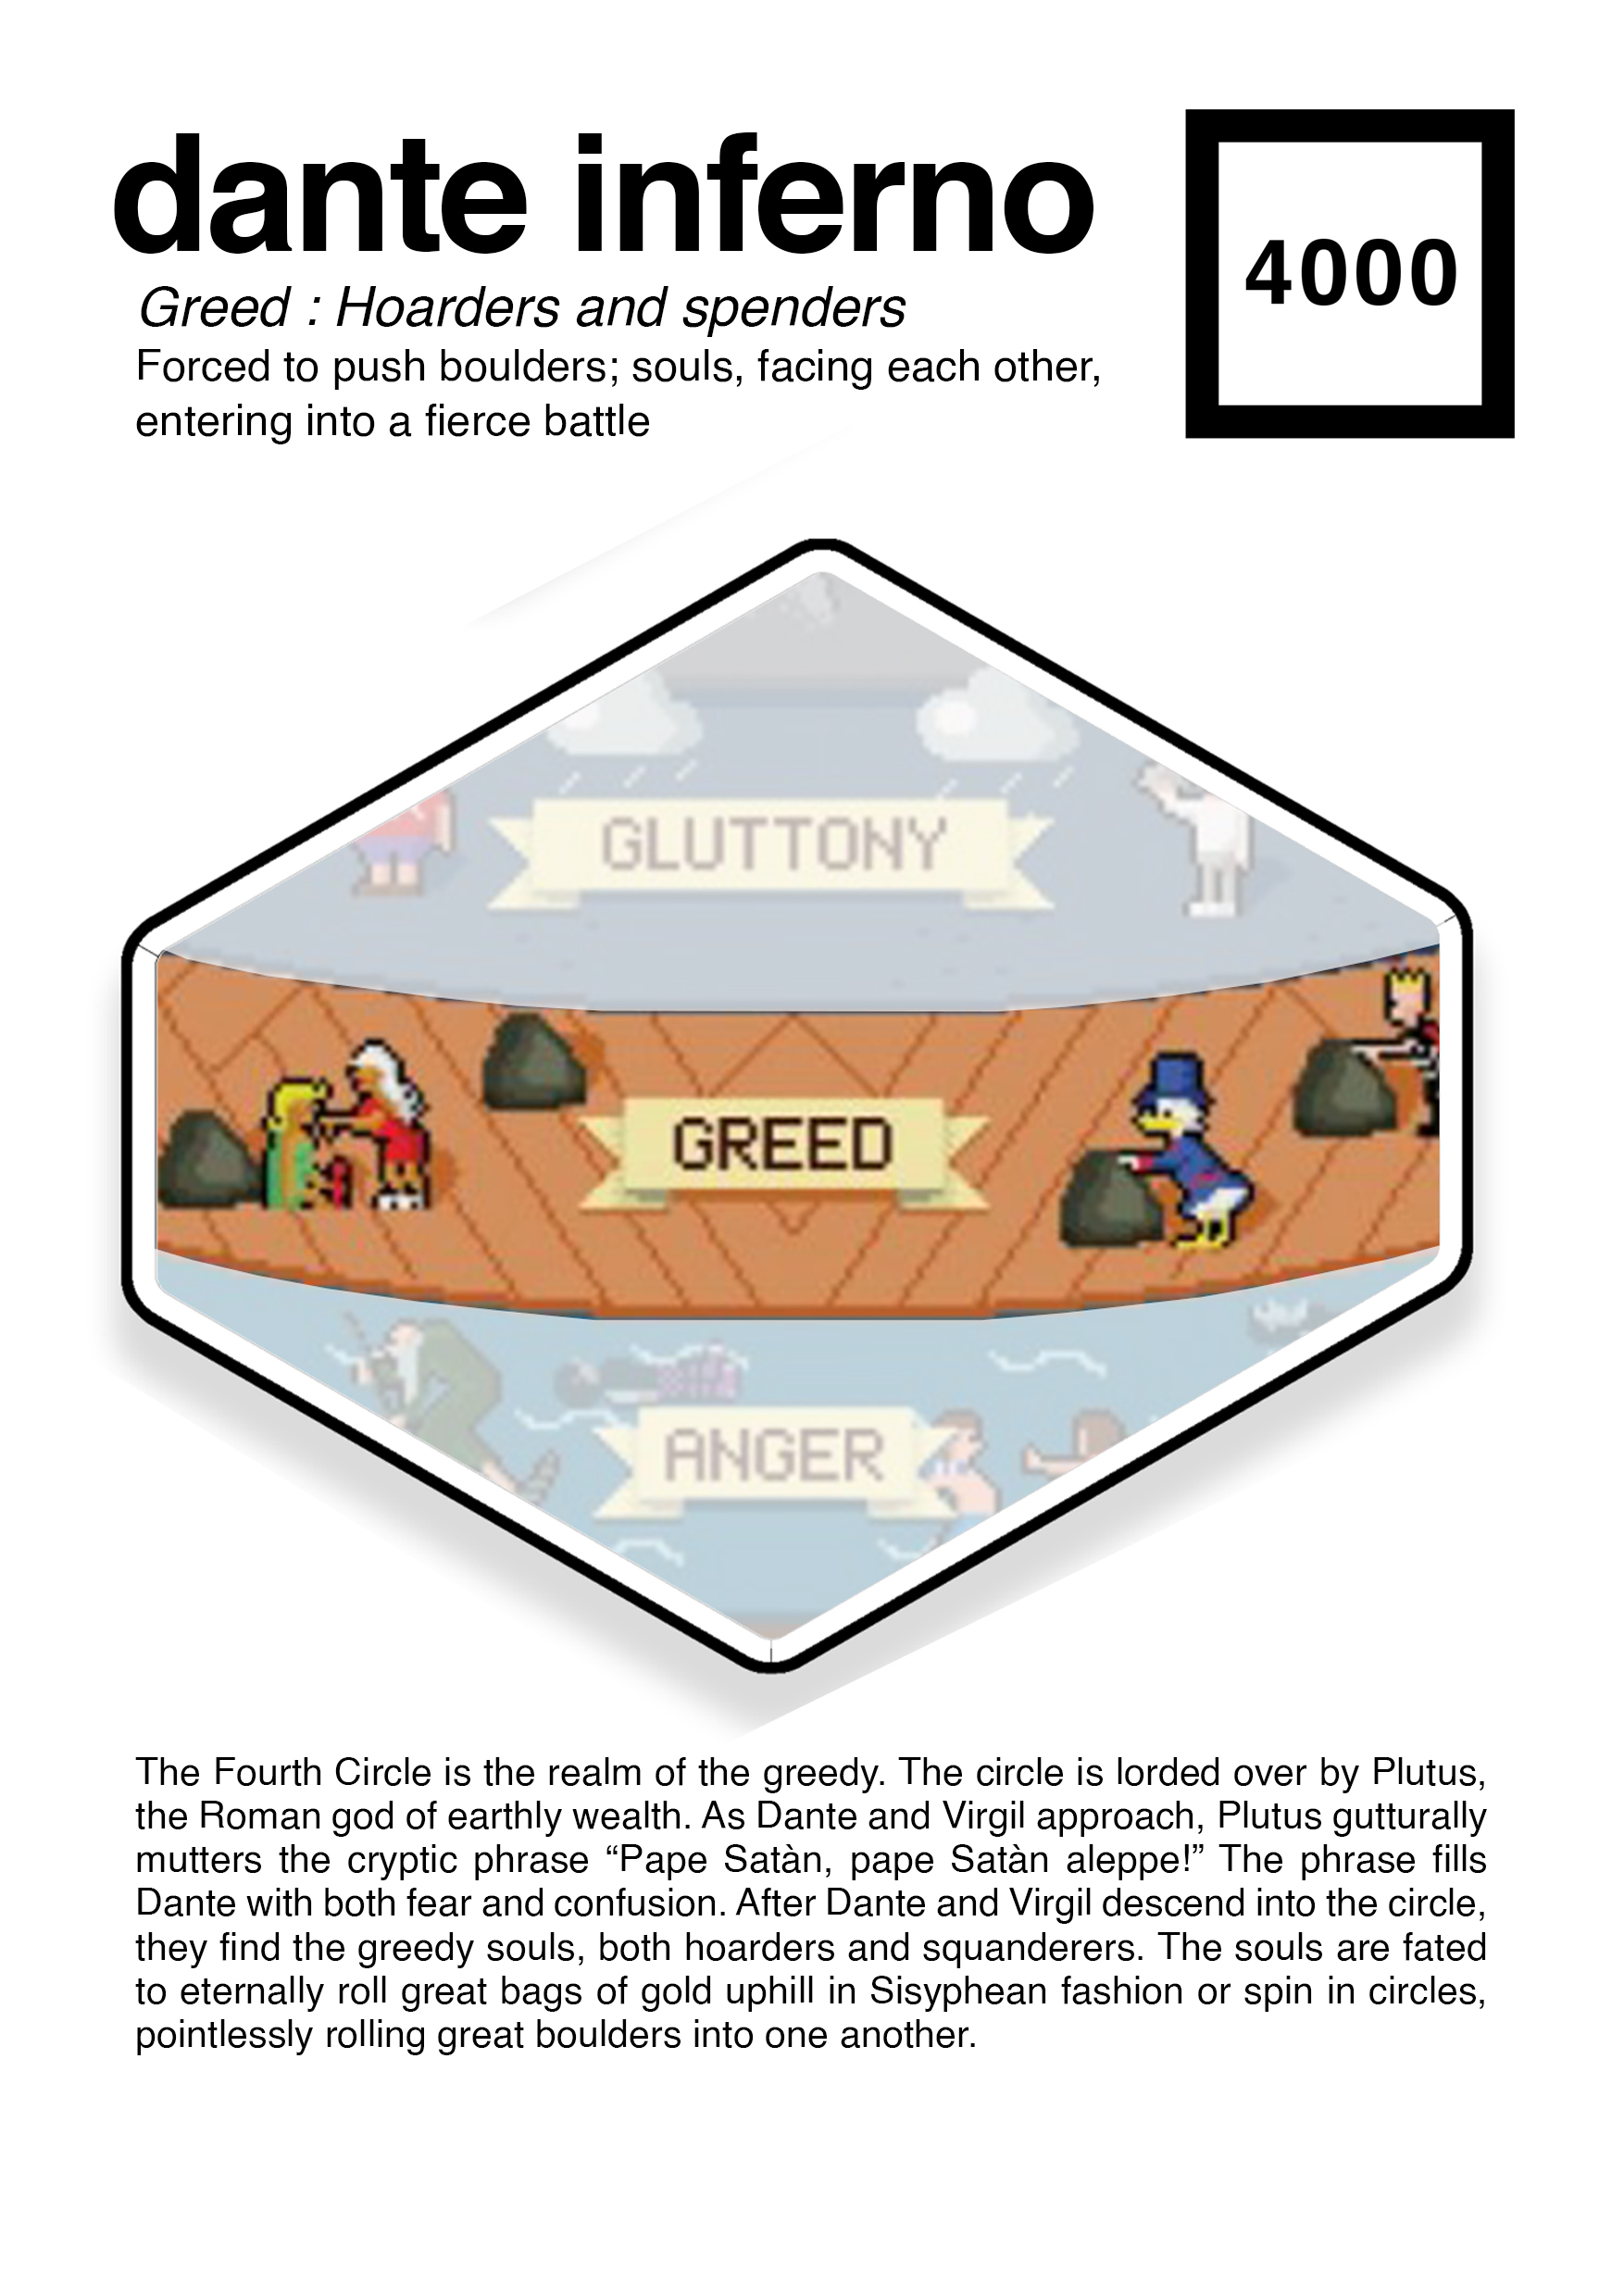 dante inferno
4000
Greed : Hoarders and spenders
Forced to push boulders; souls, facing each other,
entering into a fierce battle
GLUTTONY
GREED
ANGER
The Fourth Circle is the realm of the greedy. The circle is lorded over by Plutus,
the Roman god of earthly wealth. As Dante and Virgil approach, Plutus gutturally
mutters the cryptic phrase “Pape Satàn, pape Satàn aleppe!” The phrase fills
Dante with both fear and confusion. After Dante and Virgil descend into the circle,
they find the greedy souls, both hoarders and squanderers. The souls are fated
to eternally roll great bags of gold uphill in Sisyphean fashion or spin in circles,
pointlessly rolling great boulders into one another.